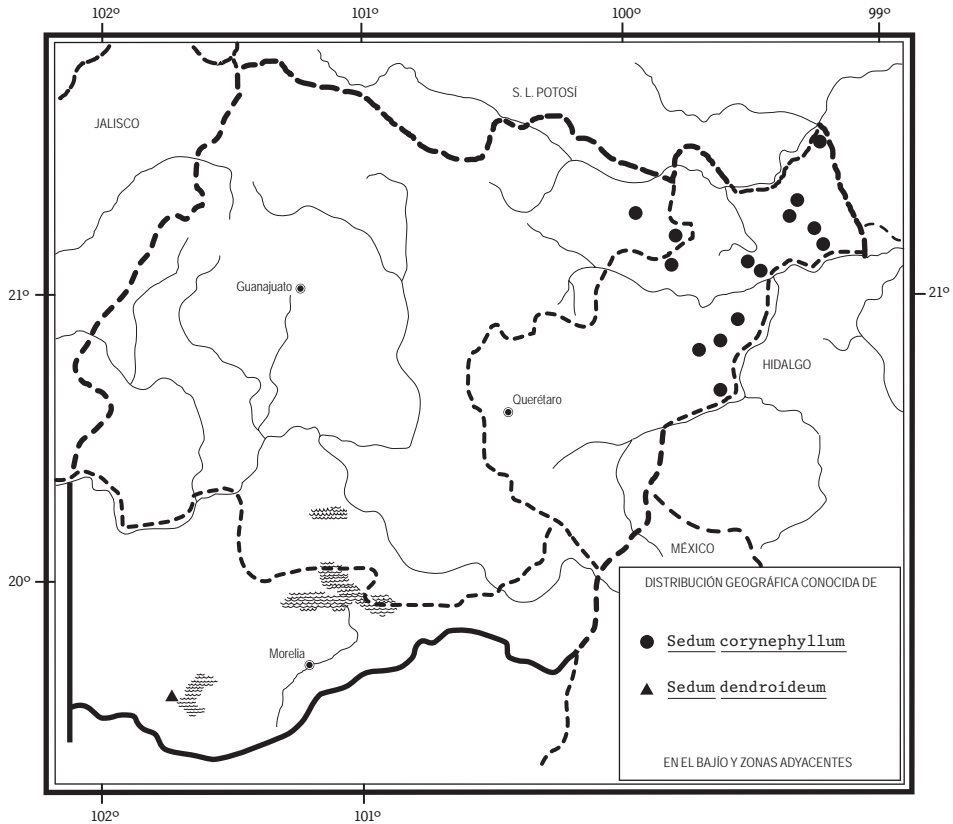 102º 101º 100º 99º
S. L. POTOSÍ
JALISCO
Guanajuato
21º 21º
HIDALGO
Querétaro
MÉXICO
20º
DISTRIBUCIÓN GEOGRÁFICA CONOCIDA DE
Sedum corynephyllum
Morelia
Sedum dendroideum
EN EL BAJÍO Y ZONAS ADYACENTES
102º 101º